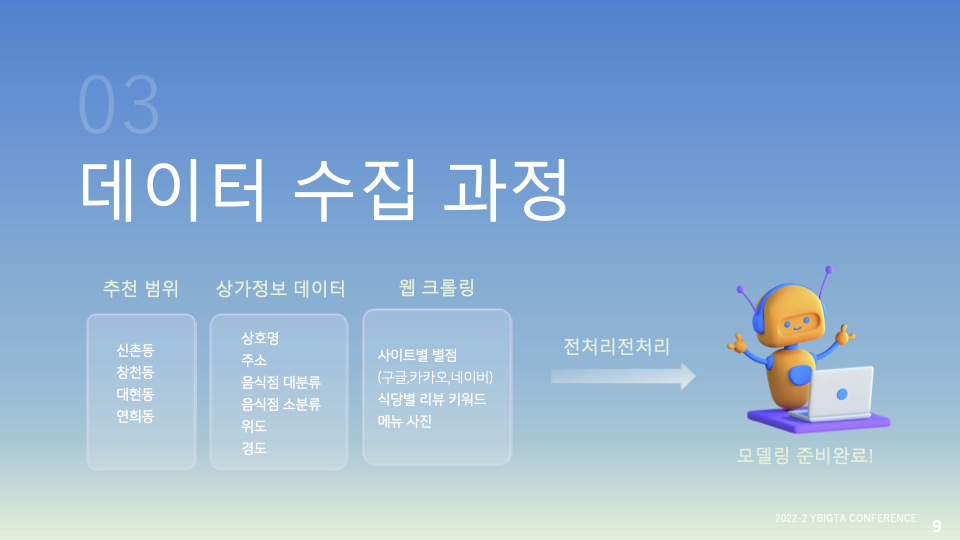 03
데이터 수집 과정
추천 범위
신촌동
창천동
대현동
연희동
상가정보 데이터
상호명
주소
음식점 대분류
음식점 소분류
위도
경도
웹 크롤링
사이트별 별점
(구글,카카오,네이버)
식당별 리뷰 키워드
메뉴 사진
전처리전처리
모델링 준비완료!
2022-2 YBIGTA CONFERENCE
9